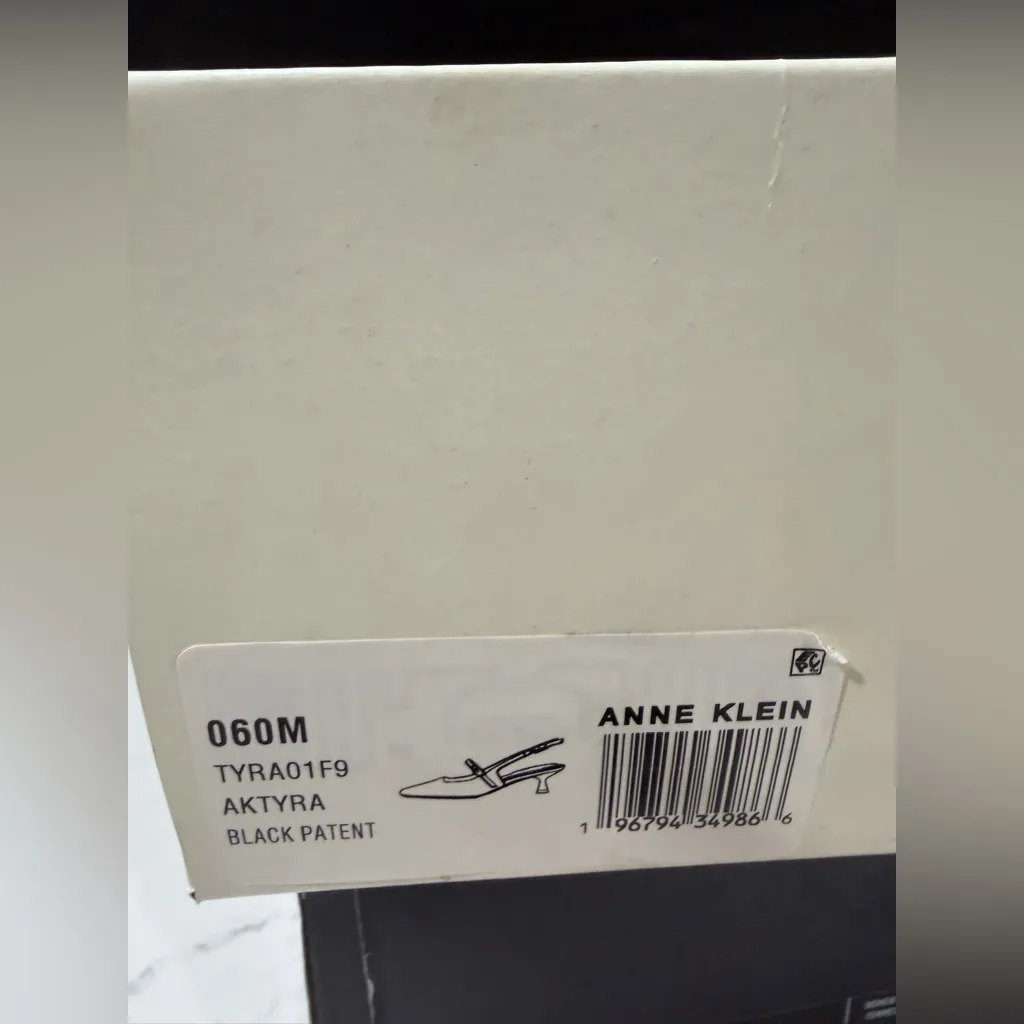 060M
TYRA01F9
AKTYRA
BLACK PATENT
ANNE KLEIN
1 96794 34986 6